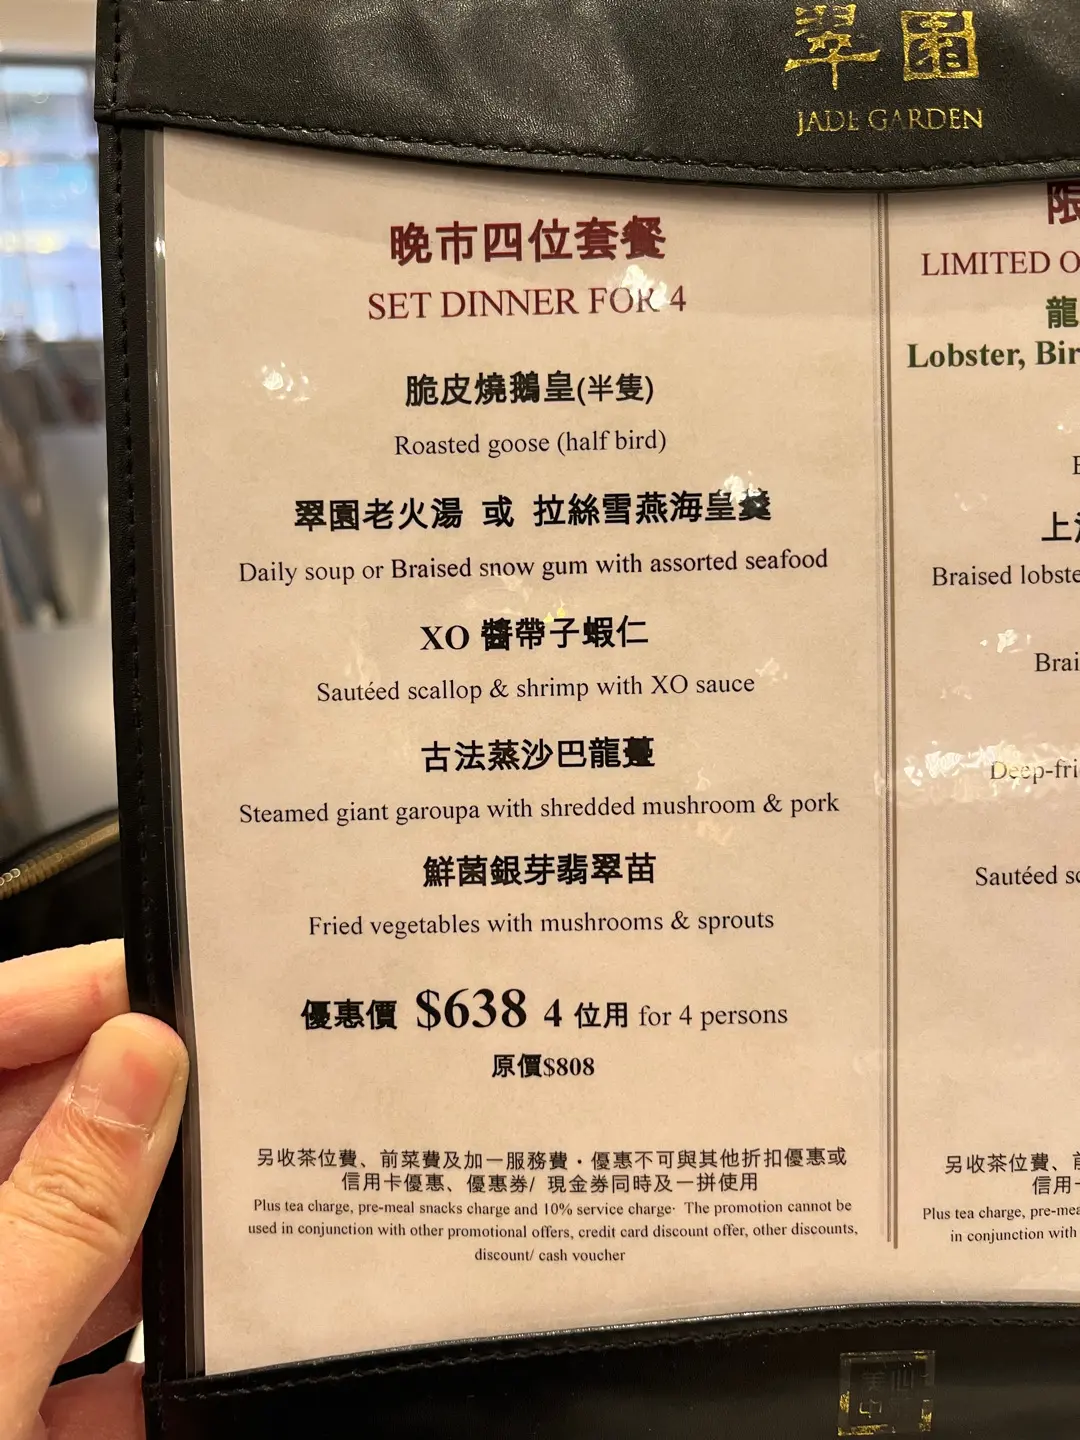 翠園
JADE GARDEN
晚市四位套餐
SET DINNER FOR 4
脆皮燒鵝皇(半隻)
Roasted goose (half bird)
翠園老火湯 或 拉絲雪燕海皇羹
Daily soup or Braised snow gum with assorted seafood
XO 醬帶子蝦仁
Sautéed scallop & shrimp with XO sauce
古法蒸沙巴龍躉
Steamed giant garoupa with shredded mushroom & pork
鮮菌銀芽翡翠苗
Fried vegetables with mushrooms & sprouts
優惠價 $638 4 位用 for 4 persons
原價$808
另收茶位費、前菜費及加一服務費・優惠不可與其他折扣優惠或
信用卡優惠、優惠券/ 現金券同時及一拼使用
Plus tea charge, pre-meal snacks charge and 10% service charge· The promotion cannot be
used in conjunction with other promotional offers, credit card discount offer, other discounts,
discount/ cash voucher
限
LIMITED
龍
Lobster,
上
Braised
Sautéed
另收茶位費、
信用
Plus tea charge,
in conjunction with